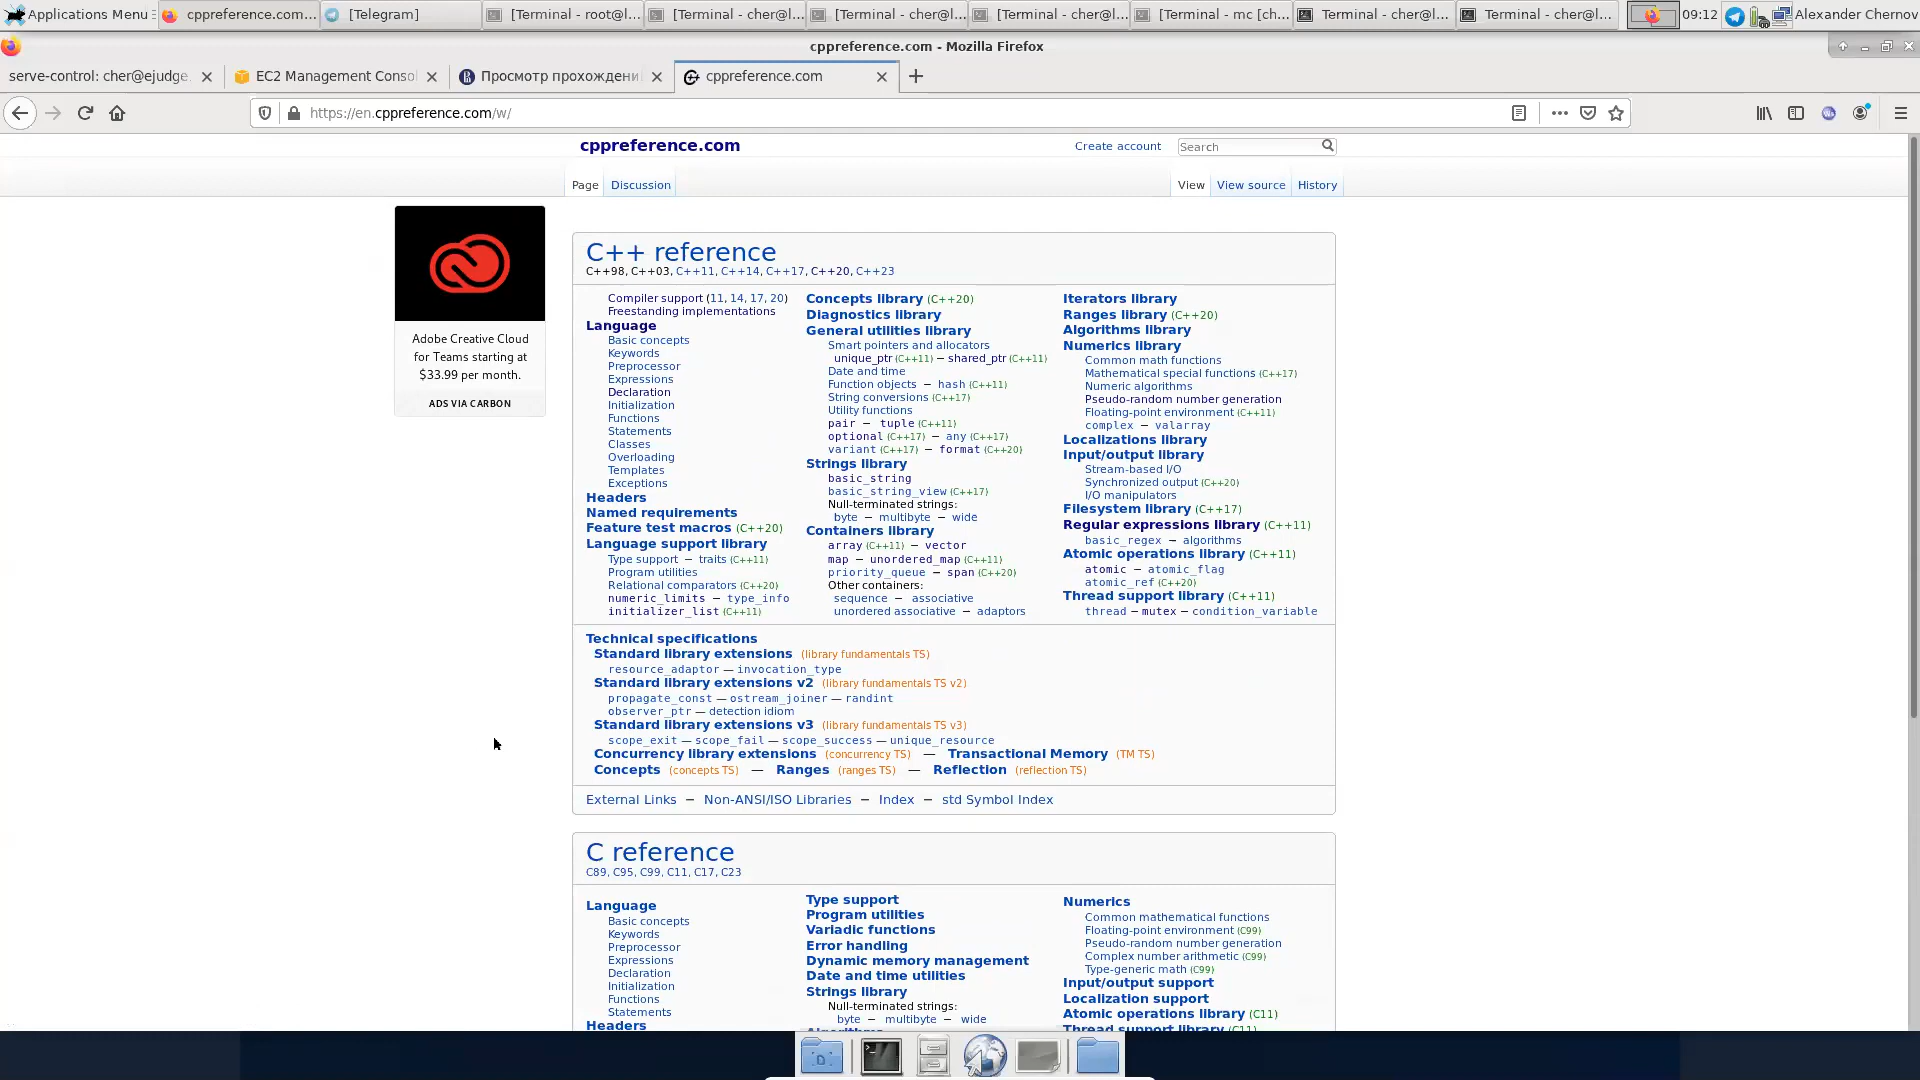 Applications Menu
cppreference.com...
[Telegram]
[Terminal - root@l...
[Terminal - cher@l...
[Terminal - cher@l...
[Terminal - cher@l...
[Terminal - mc [ch...
Terminal - cher@l...
Terminal - cher@l...
09:12
Alexander Chernov
cppreference.com - Mozilla Firefox
serve-control: cher@ejudge
EC2 Management Consol
Просмотр прохождени
cppreference.com
https://en.cppreference.com/w/
cppreference.com
Create account
Search
Page
Discussion
View
View source
History
Adobe Creative Cloud
for Teams starting at
$33.99 per month.
ADS VIA CARBON
C++ reference
C++98, C++03, C++11, C++14, C++17, C++20, C++23
Compiler support (11, 14, 17, 20)
Freestanding implementations
Language
Basic concepts
Keywords
Preprocessor
Expressions
Declaration
Initialization
Functions
Statements
Classes
Overloading
Templates
Exceptions
Headers
Named requirements
Feature test macros (C++20)
Language support library
Type support − traits (C++11)
Program utilities
Relational comparators (C++20)
numeric_limits − type_info
initializer_list (C++11)
Concepts library (C++20)
Diagnostics library
General utilities library
Smart pointers and allocators
unique_ptr (C++11) − shared_ptr (C++11)
Date and time
Function objects − hash (C++11)
String conversions (C++17)
Utility functions
pair − tuple (C++11)
optional (C++17) − any (C++17)
variant (C++17) − format (C++20)
Strings library
basic_string
basic_string_view (C++17)
Null-terminated strings:
byte − multibyte − wide
Containers library
array (C++11) − vector
map − unordered_map (C++11)
priority_queue − span (C++20)
Other containers:
sequence − associative
unordered associative − adaptors
Iterators library
Ranges library (C++20)
Algorithms library
Numerics library
Common math functions
Mathematical special functions (C++17)
Numeric algorithms
Pseudo-random number generation
Floating-point environment (C++11)
complex − valarray
Localizations library
Input/output library
Stream-based I/O
Synchronized output (C++20)
I/O manipulators
Filesystem library (C++17)
Regular expressions library (C++11)
basic_regex − algorithms
Atomic operations library (C++11)
atomic − atomic_flag
atomic_ref (C++20)
Thread support library (C++11)
thread − mutex − condition_variable
Technical specifications
Standard library extensions (library fundamentals TS)
resource_adaptor — invocation_type
Standard library extensions v2 (library fundamentals TS v2)
propagate_const — ostream_joiner — randint
observer_ptr — detection idiom
Standard library extensions v3 (library fundamentals TS v3)
scope_exit — scope_fail — scope_success — unique_resource
Concurrency library extensions (concurrency TS) — Transactional Memory (TM TS)
Concepts (concepts TS) — Ranges (ranges TS) — Reflection (reflection TS)
External Links − Non-ANSI/ISO Libraries − Index − std Symbol Index
C reference
C89, C95, C99, C11, C17, C23
Language
Basic concepts
Keywords
Preprocessor
Expressions
Declaration
Initialization
Functions
Statements
Headers
Type support
Program utilities
Variadic functions
Error handling
Dynamic memory management
Date and time utilities
Strings library
Null-terminated strings:
byte − multibyte − wide
Numerics
Common mathematical functions
Floating-point environment (C99)
Pseudo-random number generation
Complex number arithmetic (C99)
Type-generic math (C99)
Input/output support
Localization support
Atomic operations library (C11)
Thread support library (C11)